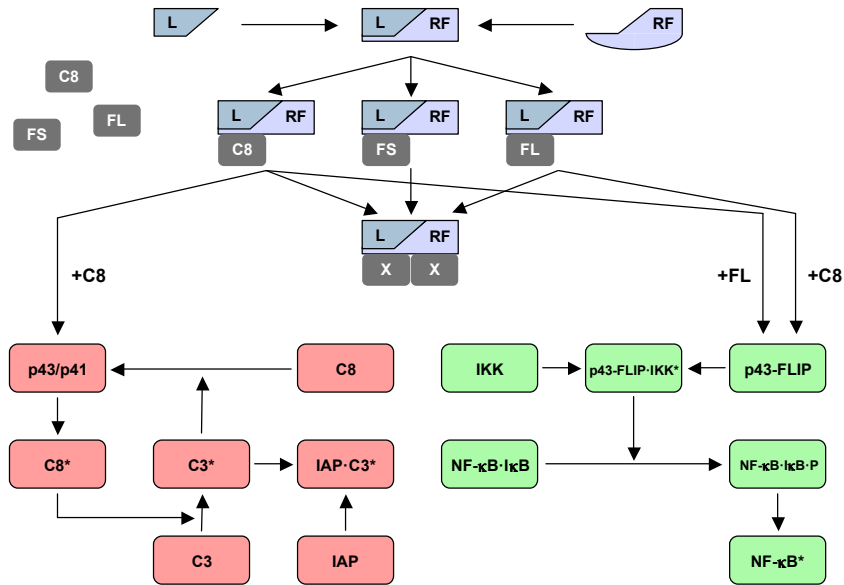 L
L RF
RF
C8
FS
FL
L RF
C8
L RF
FS
L RF
FL
L RF
X X
+C8
+FL
+C8
p43/p41
C8
IKK
p43-FLIP·IKK*
p43-FLIP
C8*
C3*
IAP·C3*
NF-κB·IκB
NF-κB·IκB·P
C3
IAP
NF-κB*